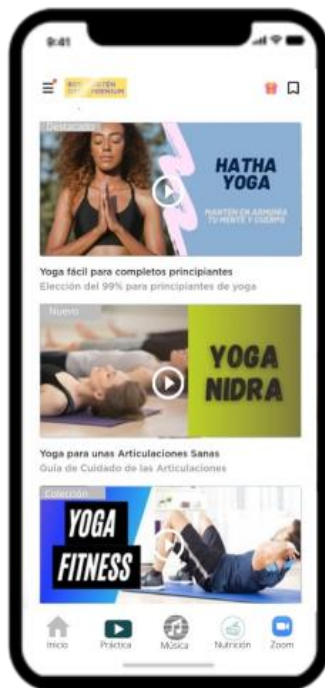 9:41
Destacado
HATHA
YOGA
MANTÉN EN ARMONÍA
TU MENTE Y CUERPO
Yoga fácil para completos principiantes
Elección del 99% para principiantes de yoga
Nuevo
YOGA
NIDRA
Yoga para unas Articulaciones Sanas
Guía de Cuidado de las Articulaciones
Colección
YOGA
FITNESS
Inicio
Práctica
Música
Nutrición
Zoom